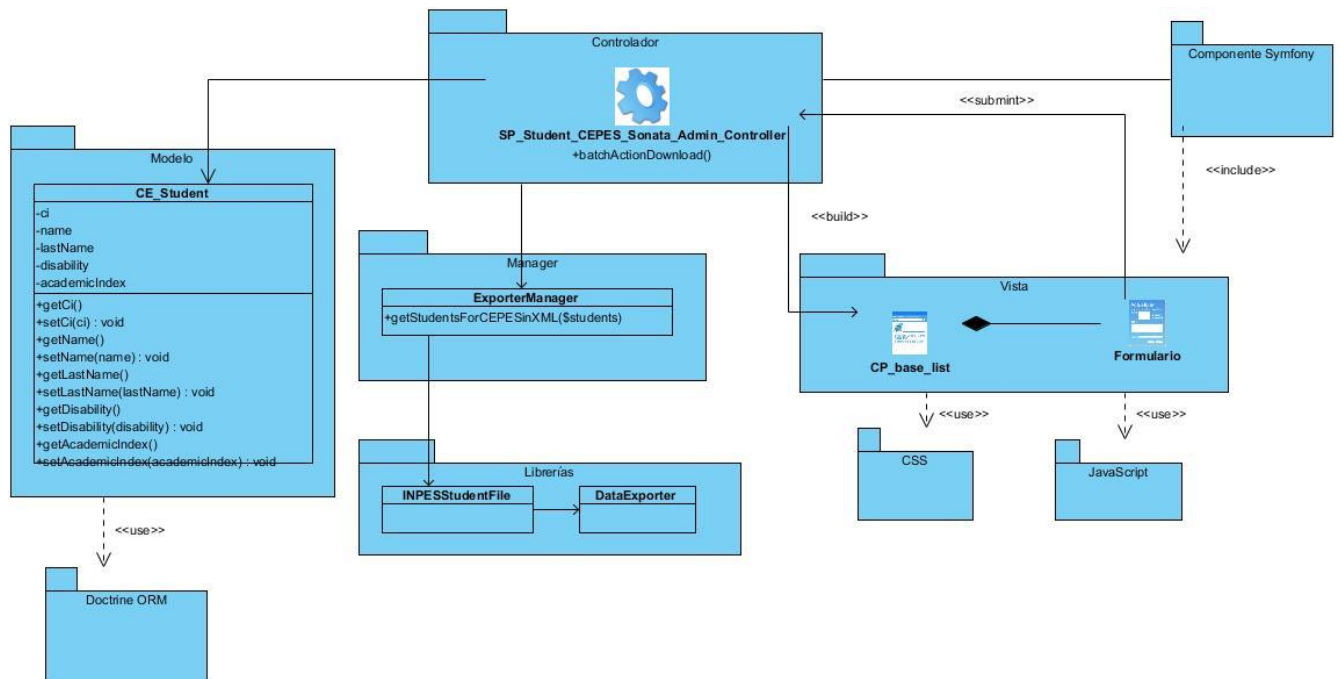 Controlador
SP_Student_CEPES_Sonata_Admin_Controller
+batchActionDownload()
Componente Symfony
<<submint>>
<<include>>
<<build>>
Modelo
CE_Student
-ci
-name
-lastName
-disability
-academicIndex
+getCi()
+setCi(ci) : void
+getName()
+setName(name) : void
+getLastName()
+setLastName(lastName) : void
+getDisability()
+setDisability(disability) : void
+getAcademicIndex()
+setAcademicIndex(academicIndex) : void
<<use>>
Doctrine ORM
Manager
ExporterManager
+getStudentsForCEPESinXML($students)
Librerías
INPESStudentFile
DataExporter
Vista
CP_base_list
Formulario
<<use>>
<<use>>
CSS
JavaScript